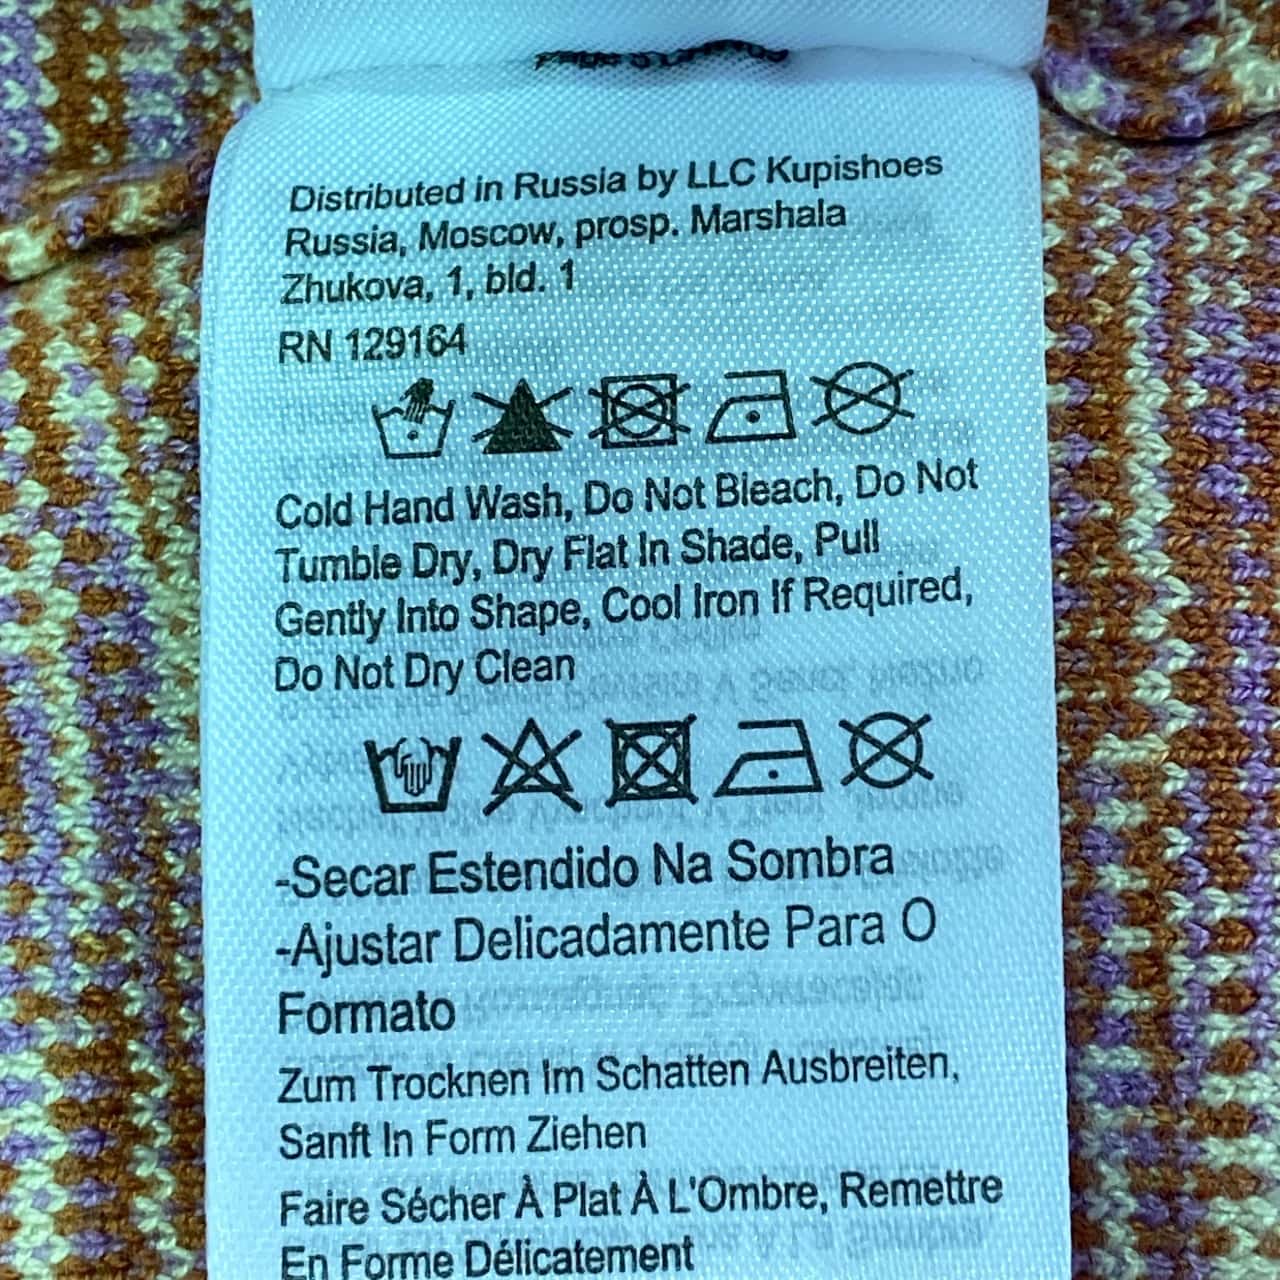 Distributed in Russia by LLC Kupishoes
Russia, Moscow, prosp. Marshala
Zhukova, 1, bld. 1
RN 129164
Cold Hand Wash, Do Not Bleach, Do Not
Tumble Dry, Dry Flat In Shade, Pull
Gently Into Shape, Cool Iron If Required,
Do Not Dry Clean
-Secar Estendido Na Sombra
-Ajustar Delicadamente Para O
Formato
Zum Trocknen Im Schatten Ausbreiten,
Sanft In Form Ziehen
Faire Sécher À Plat À L'Ombre, Remettre
En Forme Délicatement